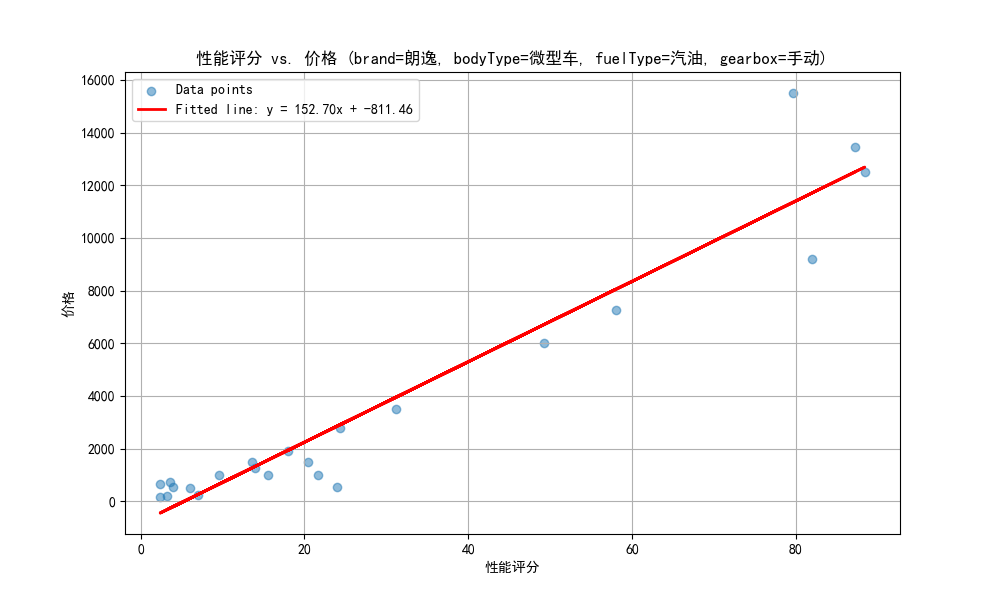 性能评分 vs. 价格 (brand=朗逸, bodyType=微型车, fuelType=汽油, gearbox=手动)
Data points
Fitted line: y = 152.70x + -811.46
16000
14000
12000
10000
8000
6000
4000
2000
0
价格
0 20 40 60 80
性能评分